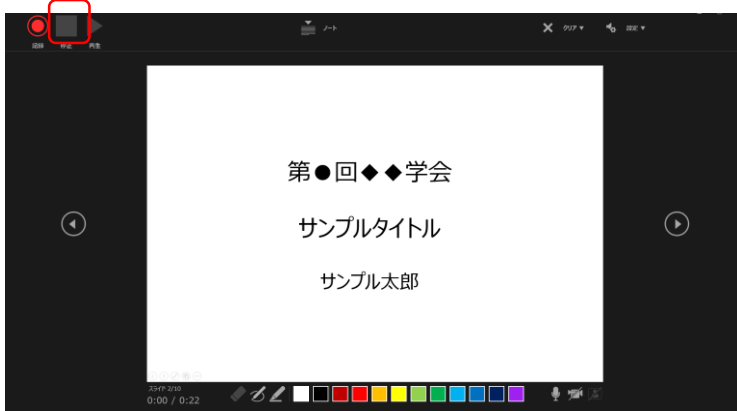 記録 停止 再生
ノート
クリア ▼
設定 ▼
第●回◆◆学会
サンプルタイトル
サンプル太郎
スライド 2/10
0:00 / 0:22